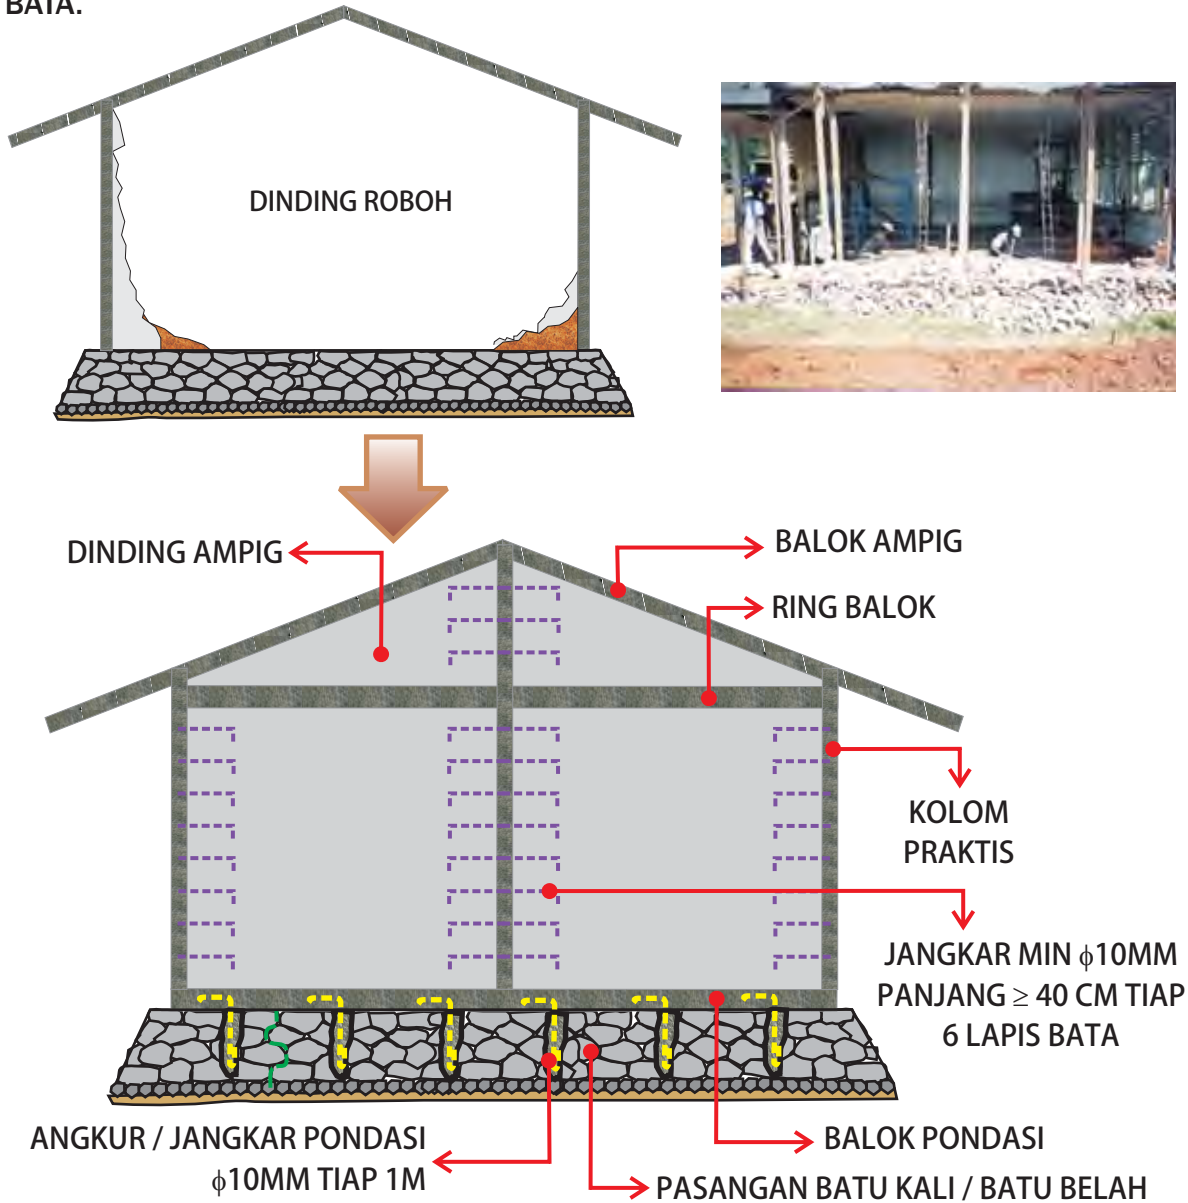 BATA.
DINDING ROBOH
DINDING AMPIG
BALOK AMPIG
RING BALOK
KOLOM
PRAKTIS
JANGKAR MIN ϕ10MM
PANJANG ≥ 40 CM TIAP
6 LAPIS BATA
ANGKUR / JANGKAR PONDASI
ϕ10MM TIAP 1M
BALOK PONDASI
PASANGAN BATU KALI / BATU BELAH